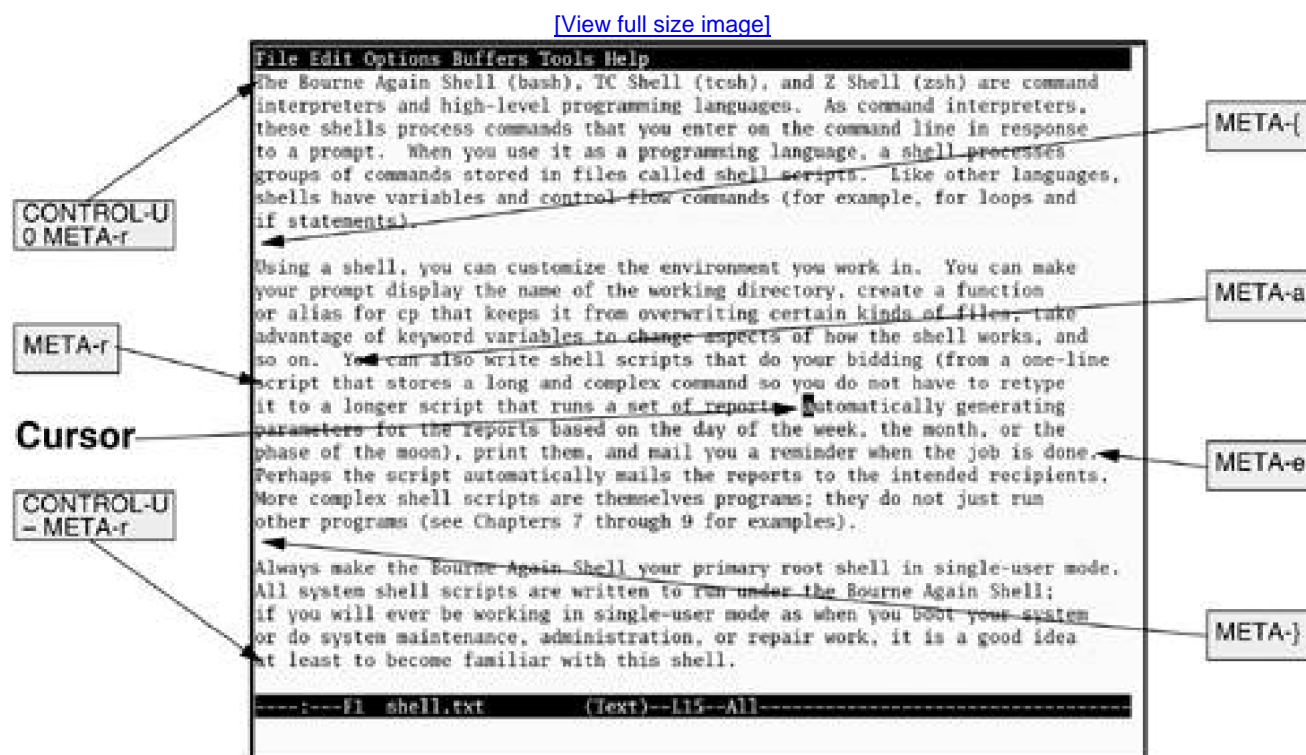 [View full size image]
File Edit Options Buffers Tools Help
The Bourne Again Shell (bash), TC Shell (tcsh), and Z Shell (zsh) are command
interpreters and high-level programming languages. As command interpreters,
these shells process commands that you enter on the command line in response
to a prompt. When you use it as a programming language, a shell processes
groups of commands stored in files called shell scripts. Like other languages,
shells have variables and control flow commands (for example, for loops and
if statements).
Using a shell, you can customize the environment you work in. You can make
your prompt display the name of the working directory, create a function
or alias for cp that keeps it from overwriting certain kinds of files, take
advantage of keyword variables to change aspects of how the shell works, and
so on. You can also write shell scripts that do your bidding (from a one-line
script that stores a long and complex command so you do not have to retype
it to a longer script that runs a set of reports automatically generating
parameters for the reports based on the day of the week, the month, or the
phase of the moon), print them, and mail you a reminder when the job is done.
Perhaps the script automatically mails the reports to the intended recipients.
More complex shell scripts are themselves programs; they do not just run
other programs (see Chapters 7 through 9 for examples).
Always make the Bourne Again Shell your primary root shell in single-user mode.
All system shell scripts are written to run under the Bourne Again Shell;
if you will ever be working in single-user mode as when you boot your system
or do system maintenance, administration, or repair work, it is a good idea
at least to become familiar with this shell.
----:---F1 shell.txt (Text)--L15--All----------------------------------
CONTROL-U
0 META-r
META-r
Cursor
CONTROL-U
– META-r
META-{
META-a
META-e
META-}